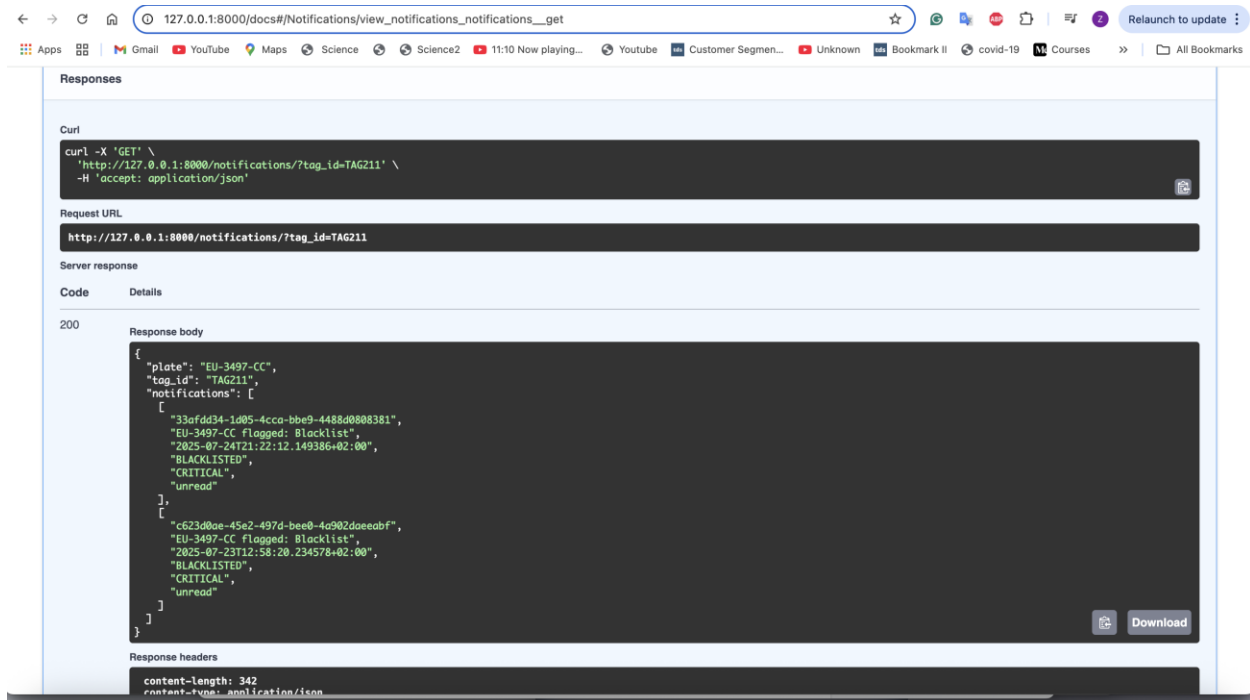 127.0.0.1:8000/docs#/Notifications/view_notifications_notifications__get
Relaunch to update
Apps
Gmail
YouTube
Maps
Science
Science2
11:10 Now playing...
Youtube
Customer Segmen...
Unknown
Bookmark II
covid-19
Courses
All Bookmarks
Responses
Curl
curl -X 'GET' \
  'http://127.0.0.1:8000/notifications/?tag_id=TAG211' \
  -H 'accept: application/json'
Request URL
http://127.0.0.1:8000/notifications/?tag_id=TAG211
Server response
Code Details
200
Response body
{
  "plate": "EU-3497-CC",
  "tag_id": "TAG211",
  "notifications": [
    [
      "33afdd34-1d05-4cca-bbe9-4488d0808381",
      "EU-3497-CC flagged: Blacklist",
      "2025-07-24T21:22:12.149386+02:00",
      "BLACKLISTED",
      "CRITICAL",
      "unread"
    ],
    [
      "c623d0ae-45e2-497d-bee0-4a902daeeabf",
      "EU-3497-CC flagged: Blacklist",
      "2025-07-23T12:58:20.234578+02:00",
      "BLACKLISTED",
      "CRITICAL",
      "unread"
    ]
  ]
}
Download
Response headers
content-length: 342
content-type: application/json